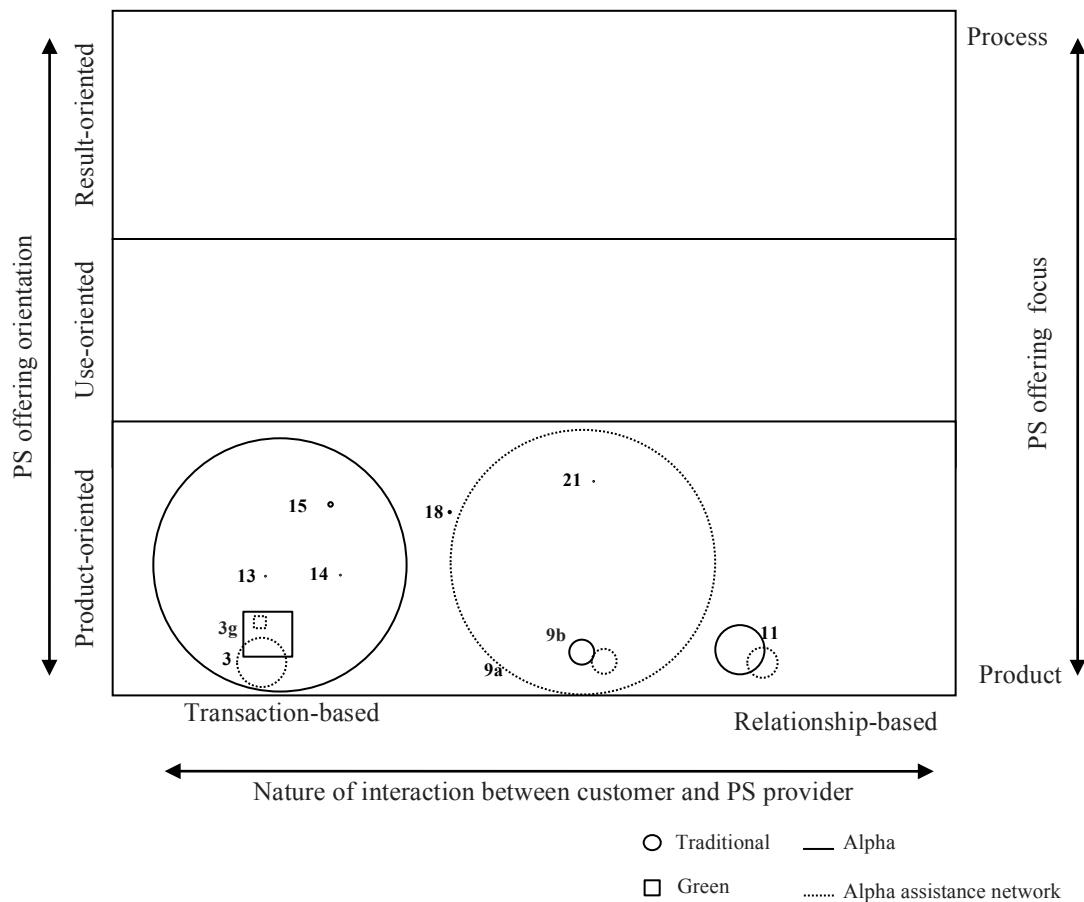 Process
Result-oriented
Use-oriented
Product-oriented
PS offering orientation
PS offering focus
15
21
18
13
14
3g
3
9b
9a
11
Product
Transaction-based
Relationship-based
Nature of interaction between customer and PS provider
Traditional
Alpha
Green
Alpha assistance network